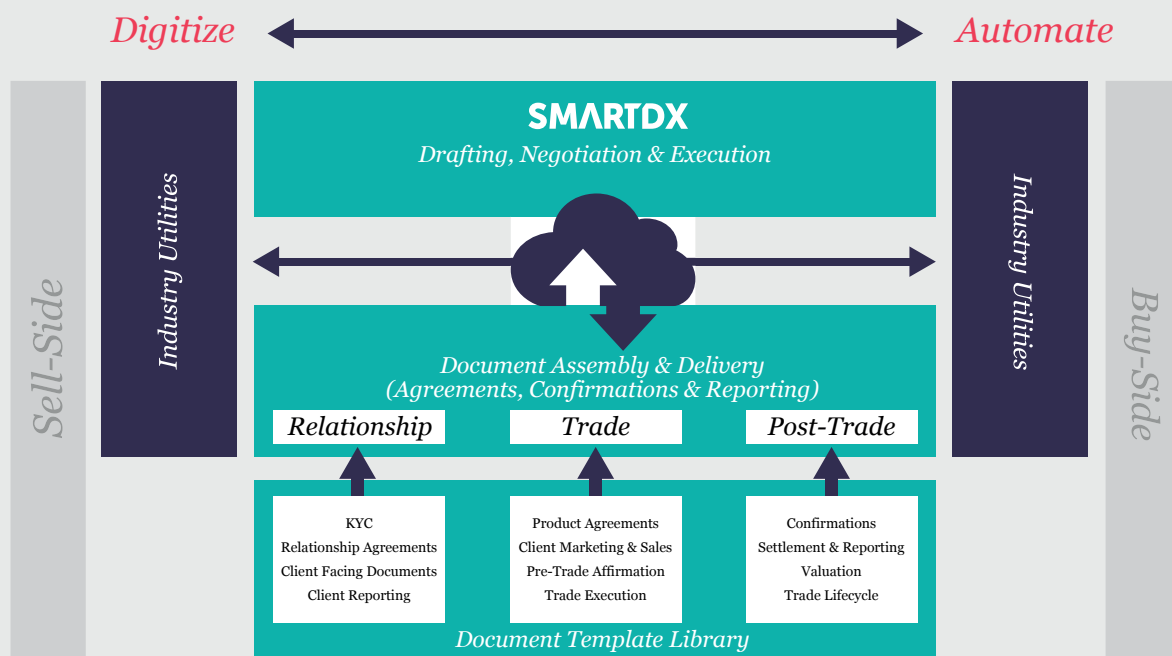 Digitize
Automate
Sell-Side
Industry Utilities
SMARTDX
Drafting, Negotiation & Execution
Industry Utilities
Buy-Side
Document Assembly & Delivery
(Agreements, Confirmations & Reporting)
Relationship
Trade
Post-Trade
KYC
Relationship Agreements
Client Facing Documents
Client Reporting
Product Agreements
Client Marketing & Sales
Pre-Trade Affirmation
Trade Execution
Confirmations
Settlement & Reporting
Valuation
Trade Lifecycle
Document Template Library